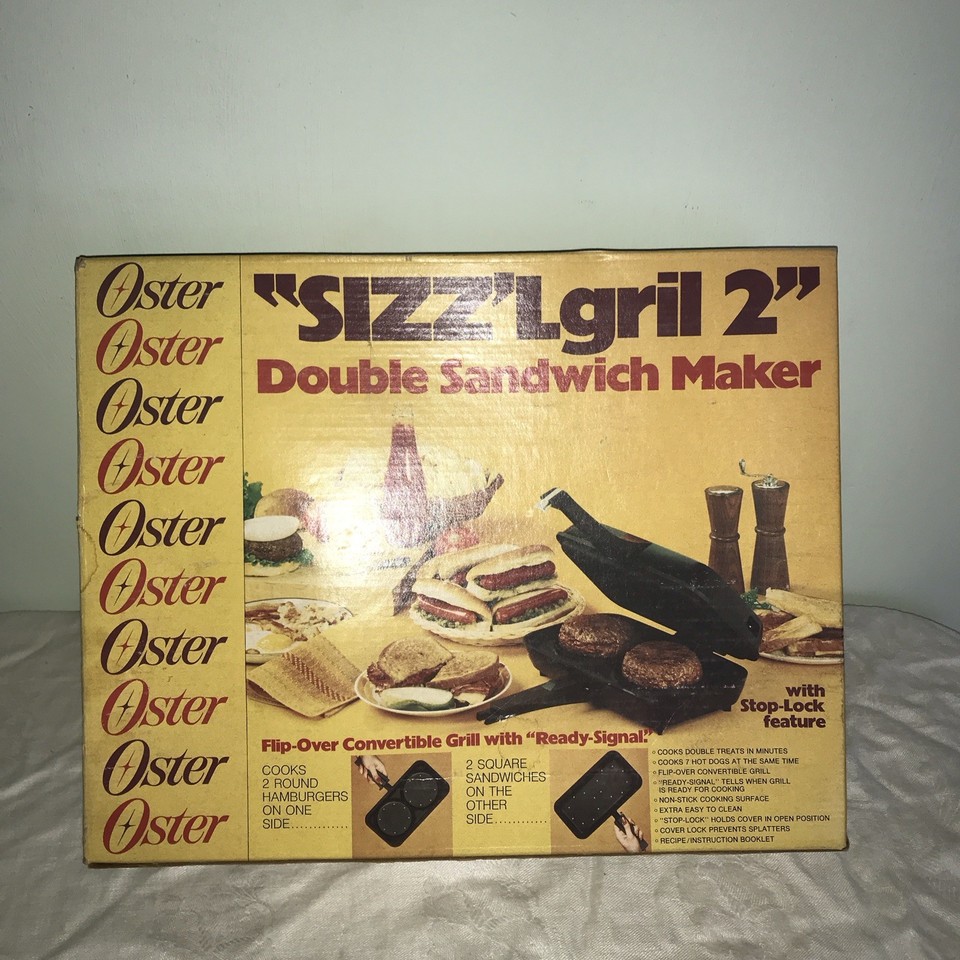 Oster
Oster
Oster
Oster
Oster
Oster
Oster
Oster
Oster
Oster
"SIZZ'Lgril 2"
Double Sandwich Maker
with
Stop-Lock
feature
Flip-Over Convertible Grill with "Ready-Signal."
COOKS
2 ROUND
HAMBURGERS
ON ONE
SIDE.............
2 SQUARE
SANDWICHES
ON THE
OTHER
SIDE............
COOKS DOUBLE TREATS IN MINUTES
COOKS 7 HOT DOGS AT THE SAME TIME
FLIP-OVER CONVERTIBLE GRILL
"READY-SIGNAL" TELLS WHEN GRILL
IS READY FOR COOKING
NON-STICK COOKING SURFACE
EXTRA EASY TO CLEAN
"STOP-LOCK" HOLDS COVER IN OPEN POSITION
COVER LOCK PREVENTS SPLATTERS
RECIPE/INSTRUCTION BOOKLET